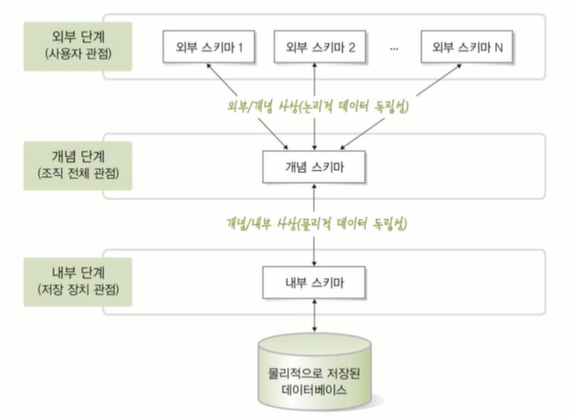 외부 단계
(사용자 관점)
외부 스키마 1
외부 스키마 2
...
외부 스키마 N
외부/개념 사상(논리적 데이터 독립성)
개념 단계
(조직 전체 관점)
개념 스키마
개념/내부 사상(물리적 데이터 독립성)
내부 단계
(저장 장치 관점)
내부 스키마
물리적으로 저장된
데이터베이스